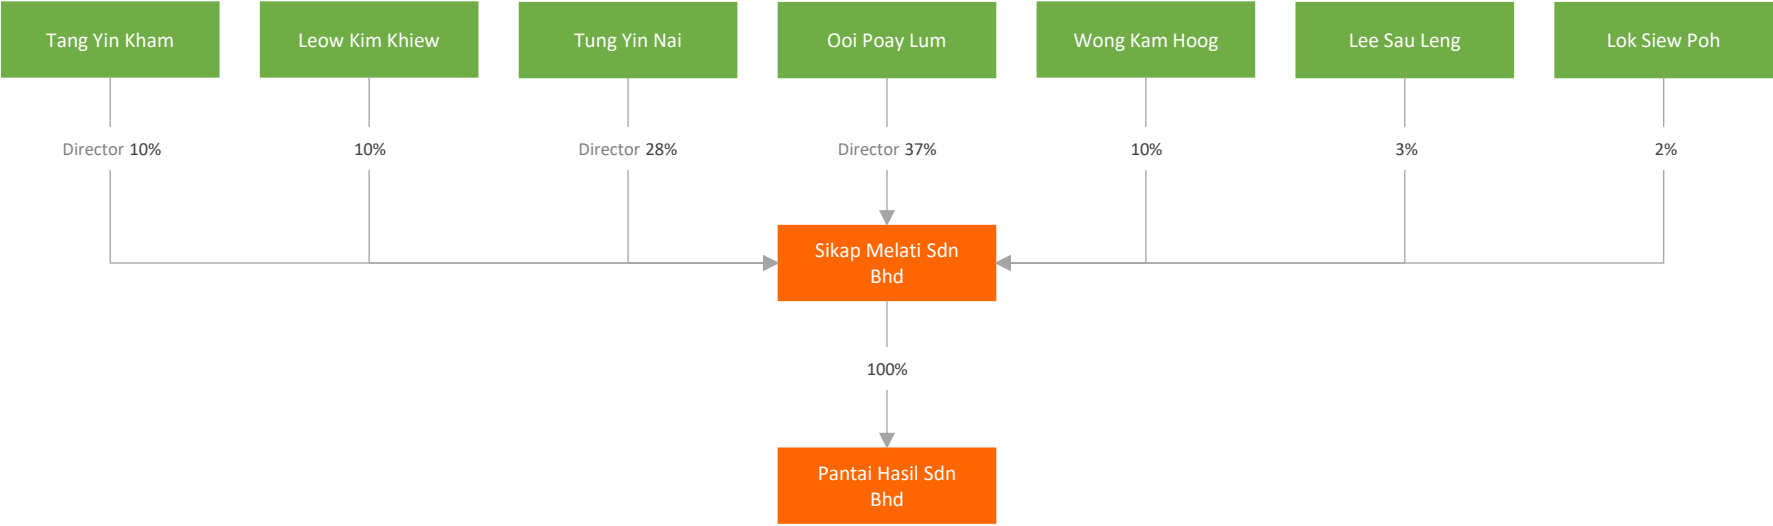 Tang Yin Kham
Leow Kim Khiew
Tung Yin Nai
Ooi Poay Lum
Wong Kam Hoog
Lee Sau Leng
Lok Siew Poh
Director 10%
10%
Director 28%
Director 37%
10%
3%
2%
Sikap Melati Sdn
Bhd
100%
Pantai Hasil Sdn
Bhd